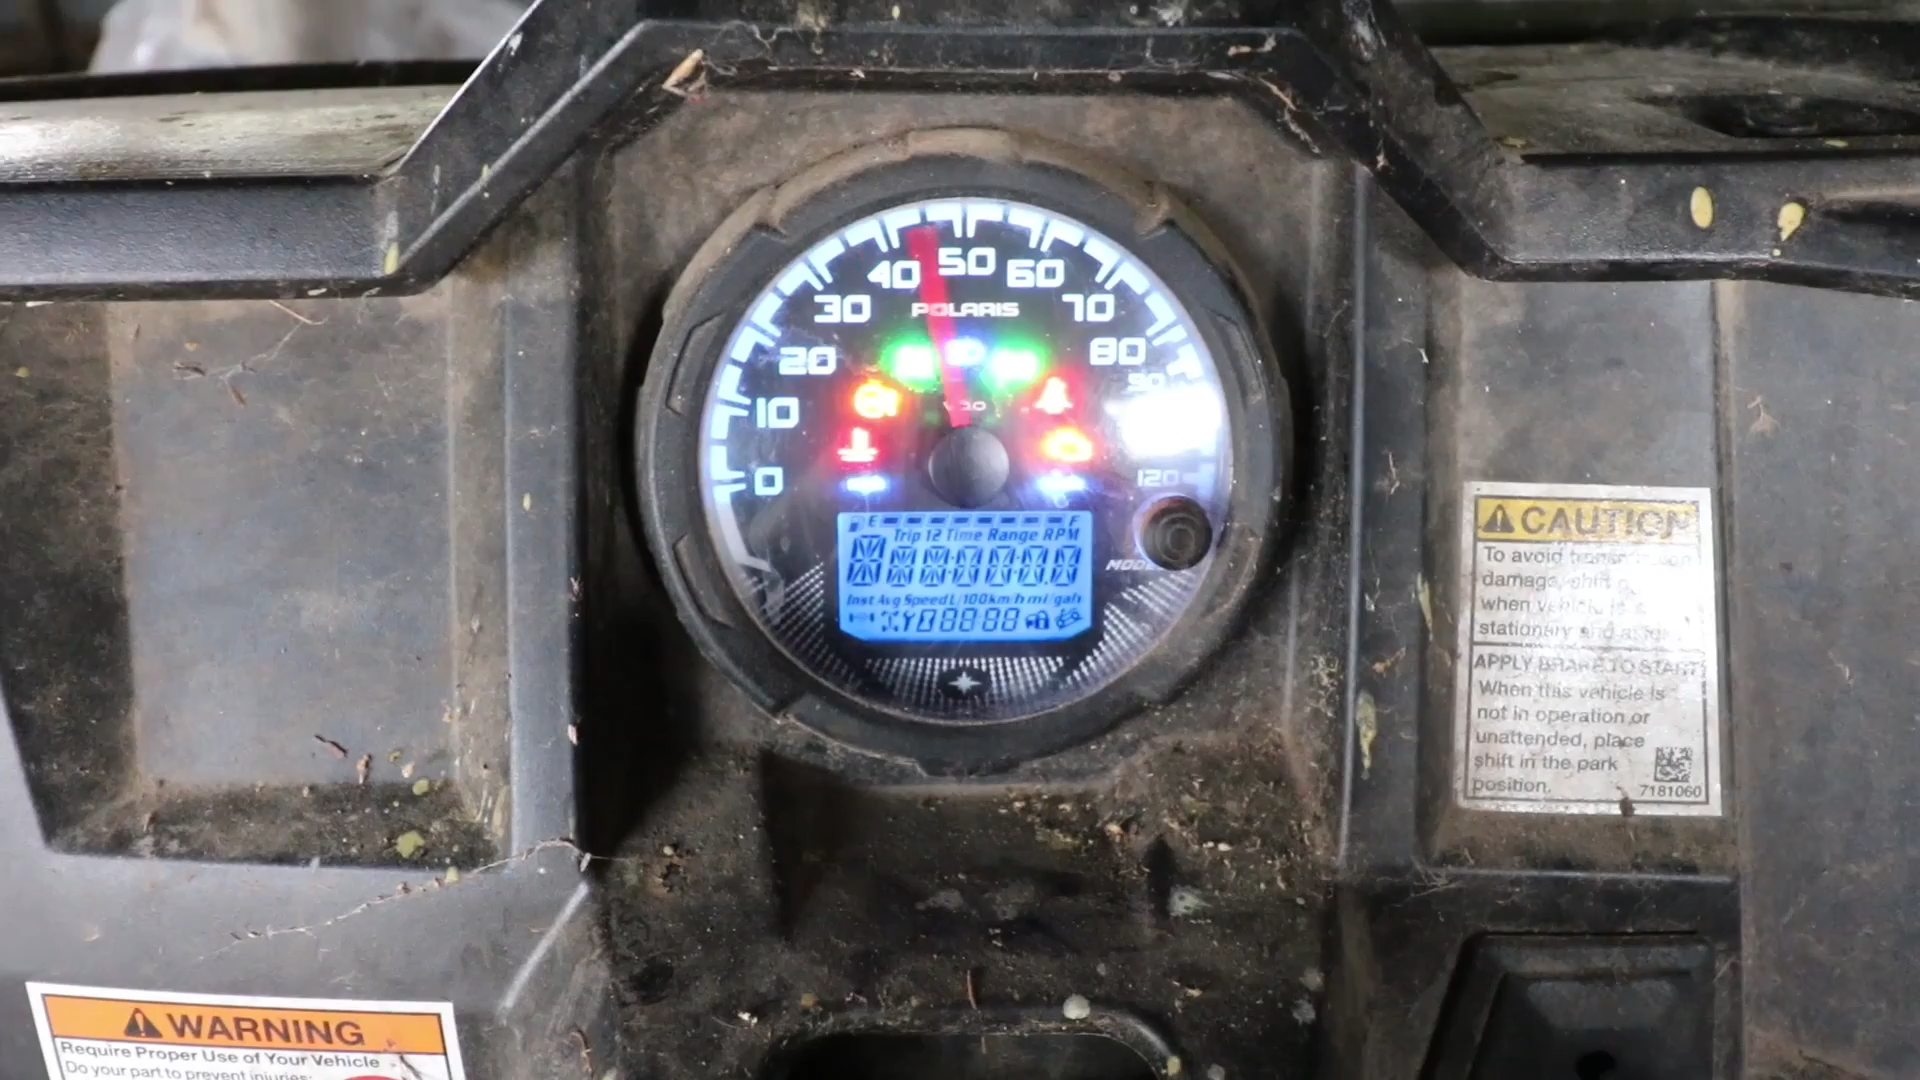 0
10
20
30
40
50
60
70
80
90
120
POLARIS
E F
Trip 12 Time Range RPM
Inst Avg Speed L/100km/h mi/gal
8888
MODE
CAUTION
To avoid transmission
damage, shift
when vehicle is
stationary and at
APPLY BRAKE TO START
When this vehicle is
not in operation or
unattended, place
shift in the park
position.
7181060
WARNING
Require Proper Use of Your Vehicle
Do your part to prevent injuries: